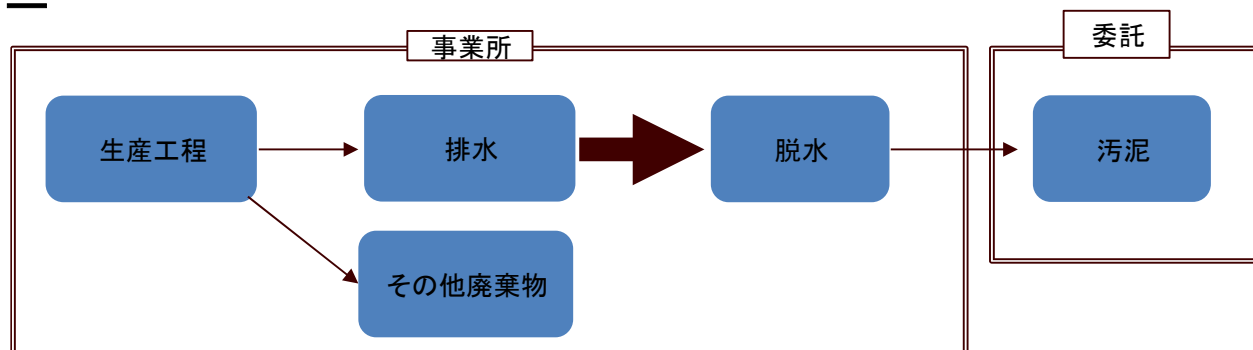 事業所
委託
生産工程
排水
脱水
汚泥
その他廃棄物